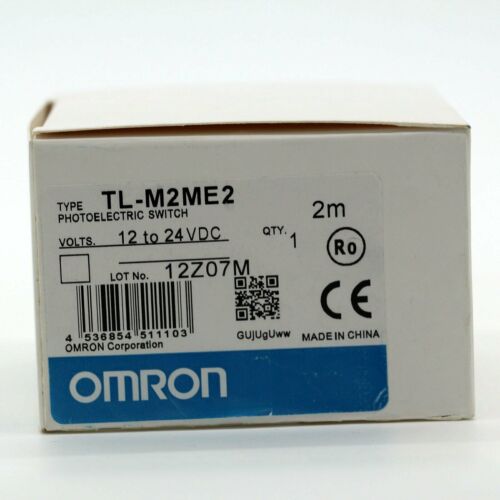 TYPE TL-M2ME2
PHOTOELECTRIC SWITCH
2m
VOLTS. 12 to 24VDC QTY. 1
Ro
LOT No. 12Z07M
CE
4 536854 511103
GUjUgUww
MADE IN CHINA
OMRON Corporation
OMRON